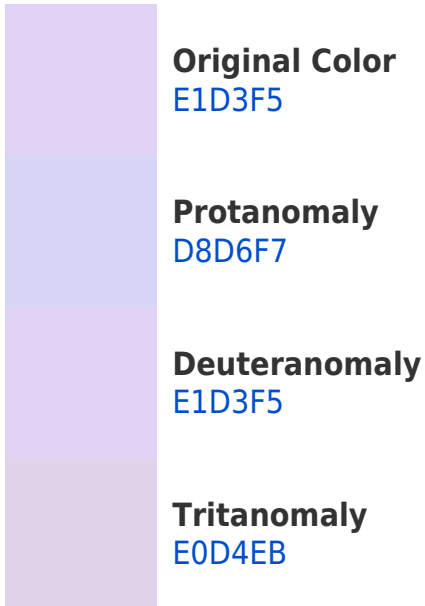 Original Color
E1D3F5
Protanomaly
D8D6F7
Deuteranomaly
E1D3F5
Tritanomaly
E0D4EB